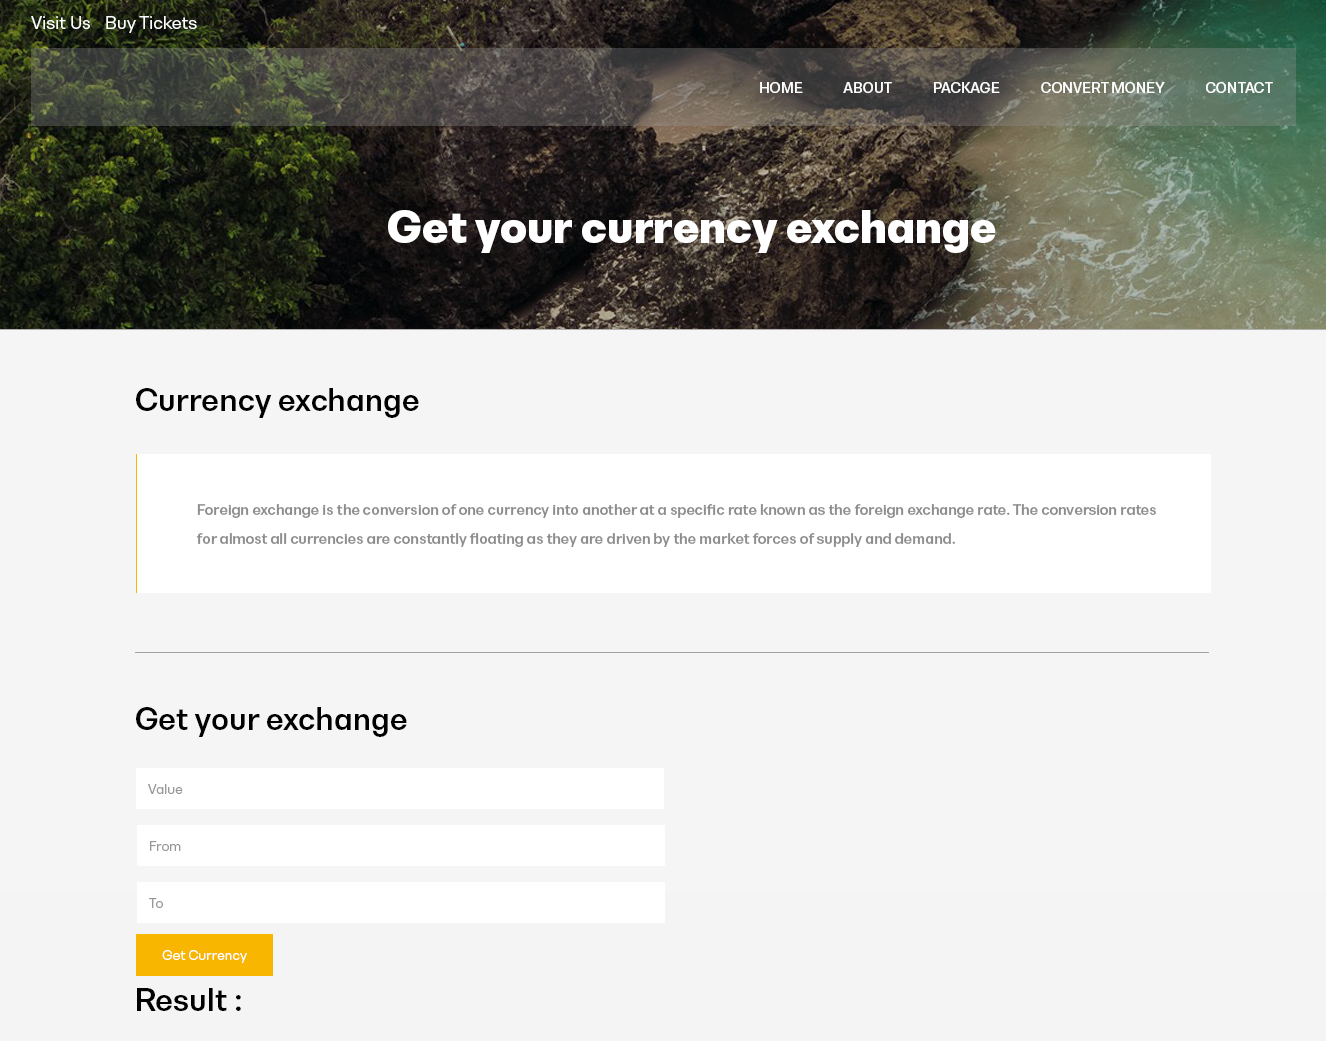 Visit Us Buy Tickets
HOME ABOUT PACKAGE CONVERT MONEY CONTACT
Get your currency exchange
Currency exchange
Foreign exchange is the conversion of one currency into another at a specific rate known as the foreign exchange rate. The conversion rates
for almost all currencies are constantly floating as they are driven by the market forces of supply and demand.
Get your exchange
Value
From
To
Get Currency
Result :